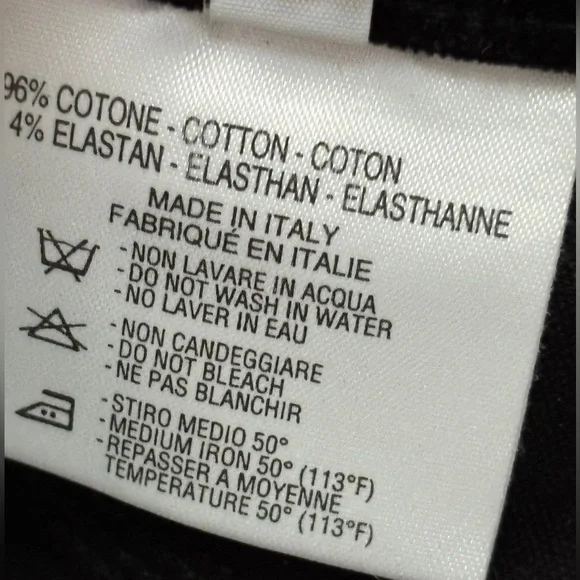 96% COTONE - COTTON - COTON
4% ELASTAN - ELASTHAN - ELASTHANNE
MADE IN ITALY
FABRIQUÉ EN ITALIE
- NON LAVARE IN ACQUA
- DO NOT WASH IN WATER
- NO LAVER IN EAU
- NON CANDEGGIARE
- DO NOT BLEACH
- NE PAS BLANCHIR
- STIRO MEDIO 50°
- MEDIUM IRON 50° (113°F)
- REPASSER A MOYENNE
TEMPERATURE 50° (113°F)